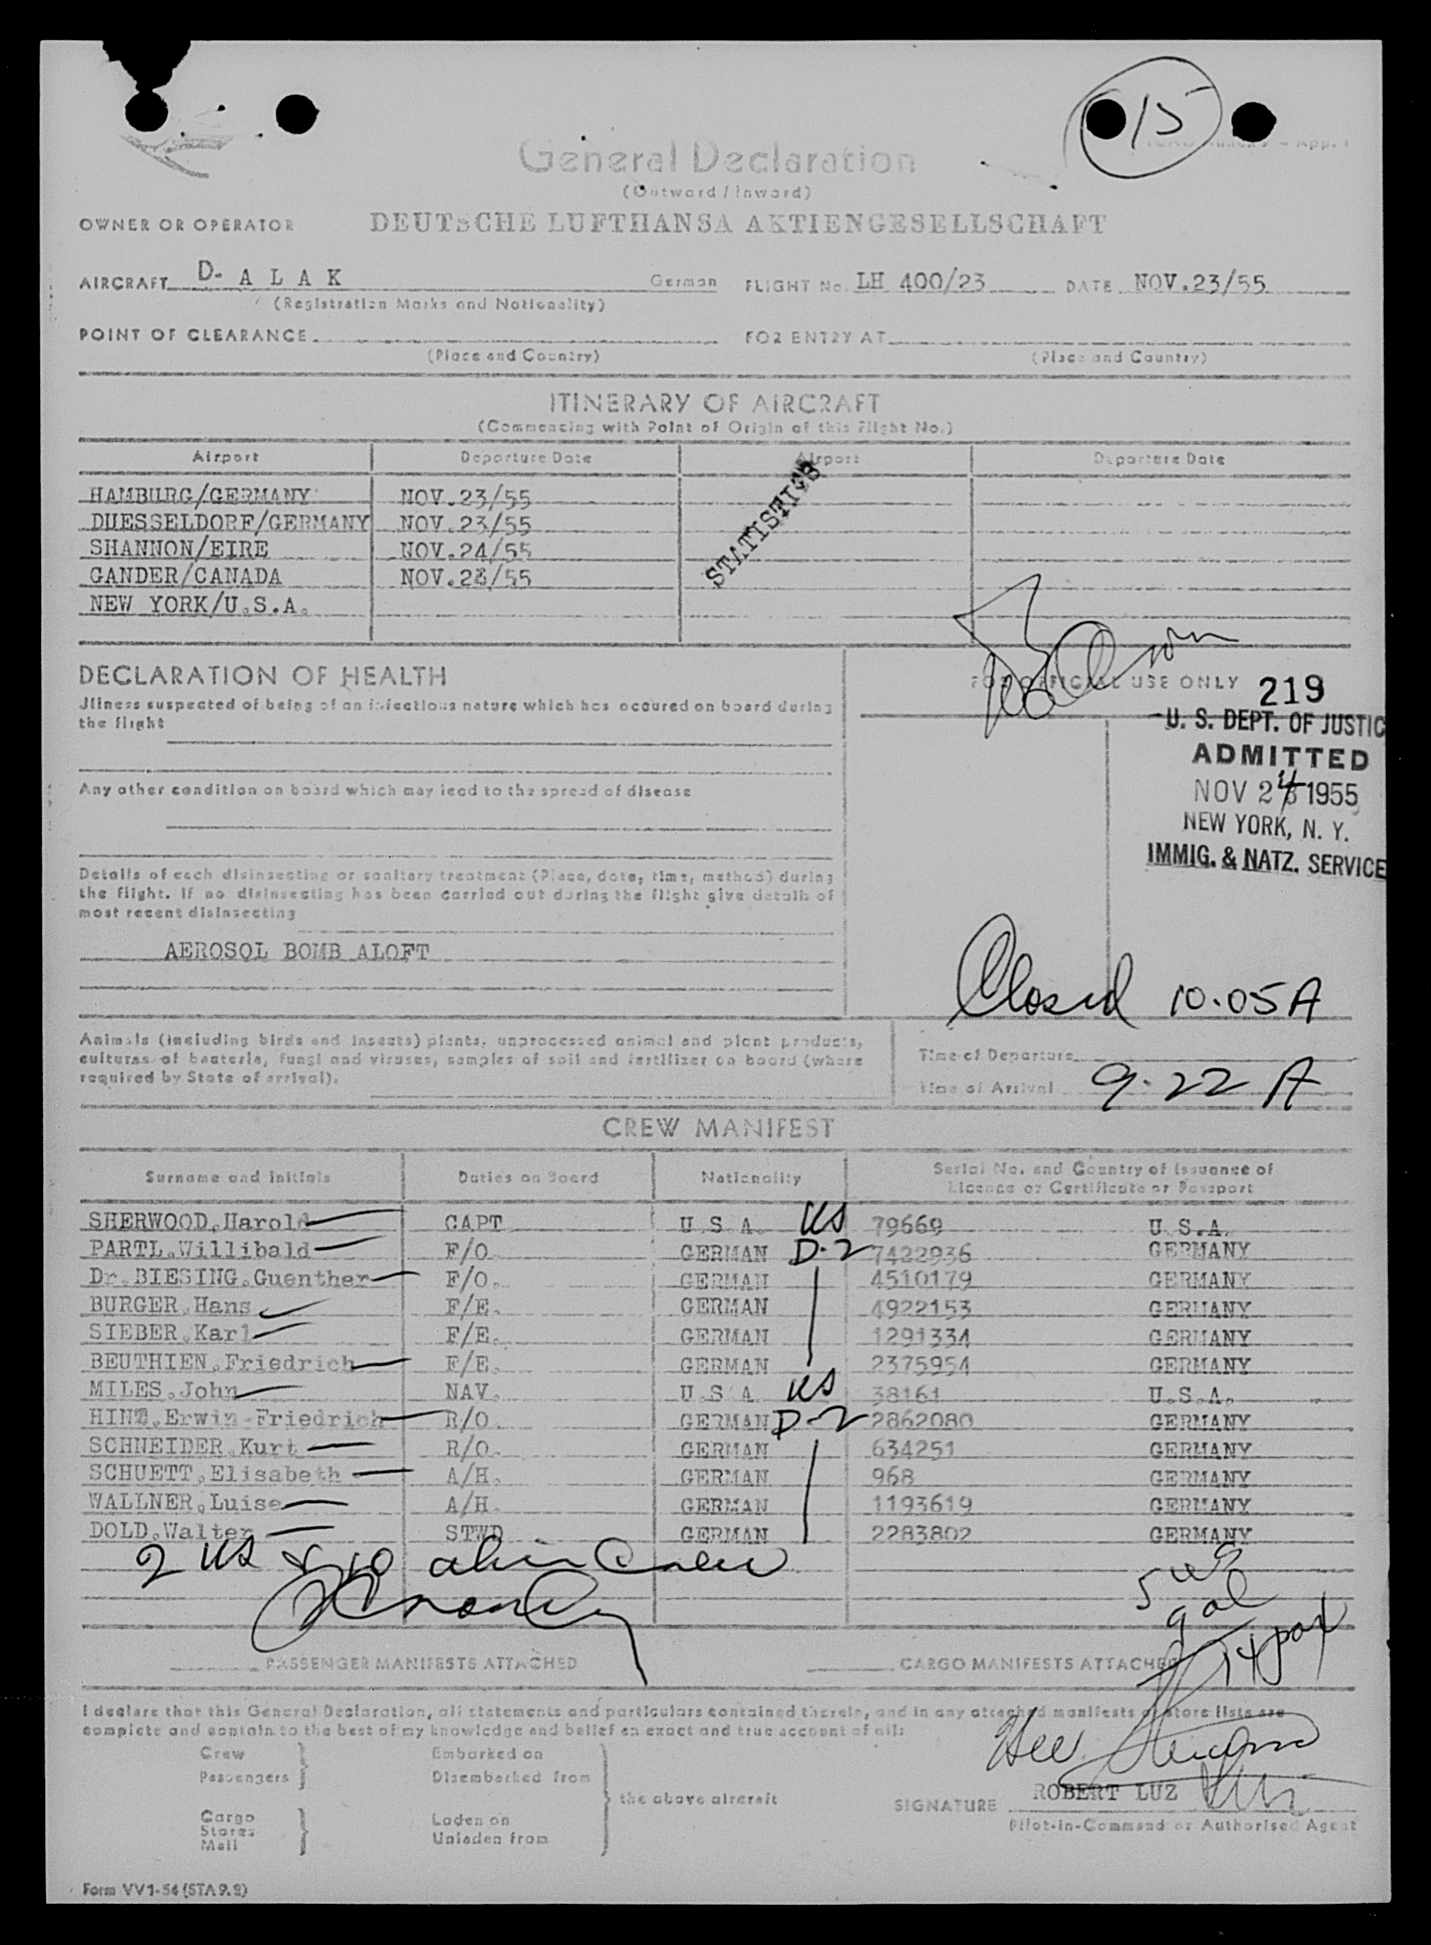 15
General Declaration
(Outward / Inward)
OWNER OR OPERATOR DEUTSCHE LUFTHANSA AKTIENGESELLSCHAFT
AIRCRAFT D- A L A K German FLIGHT No. LH 400/23 DATE NOV.23/55
(Registration Marks and Nationality)
POINT OF CLEARANCE FOR ENTRY AT
(Place and Country) (Place and Country)
ITINERARY OF AIRCRAFT
(Commencing with Point of Origin of this Flight No.)
Airport Departure Date Airport Departure Date
HAMBURG/GERMANY NOV.23/55
DUESSELDORF/GERMANY NOV.23/55
SHANNON/EIRE NOV.24/55
GANDER/CANADA NOV.24/55
NEW YORK/U.S.A.
STATISTICS
DECLARATION OF HEALTH
FOR OFFICIAL USE ONLY 219
Jllness suspected of being of an infectious nature which has occured on board during
the flight
U. S. DEPT. OF JUSTIC
ADMITTED
NOV 24 1955
NEW YORK, N. Y.
IMMIG. & NATZ. SERVICE
Any other condition on board which may lead to the spread of disease
Details of each disinsecting or sanitary treatment (Place, date, time, method) during
the flight. If no disinsecting has been carried out during the flight give details of
most recent disinsecting
AEROSOL BOMB ALOFT
Closed 10.05 A
Animals (including birds and insects) plants, unprocessed animal and plant products,
cultures of bacteria, fungi and viruses, samples of soil and fertilizer on board (where
required by State of arrival).
Time of Departure
Time of Arrival 9.22 A
CREW MANIFEST
Surname and initials Duties on Board Nationality Serial No. and Country of issuance of
Licence or Certificate or Passport
SHERWOOD,Harold CAPT U.S.A. US 79669 U.S.A.
PARTL,Willibald F/O. GERMAN D-2 7422936 GERMANY
Dr.BIESING,Guenther F/O. GERMAN 4510179 GERMANY
BURGER,Hans F/E. GERMAN 4922153 GERMANY
SIEBER,Karl F/E. GERMAN 1291334 GERMANY
BEUTHIEN,Friedrich F/E. GERMAN 2375954 GERMANY
MILES,John NAV. U.S.A. US 38161 U.S.A.
HINZ,Erwin-Friedrich R/O. GERMAN D-2 2862080 GERMANY
SCHNEIDER,Kurt R/O. GERMAN 634251 GERMANY
SCHUETT,Elisabeth A/H. GERMAN 968 GERMANY
WALLNER,Luise A/H. GERMAN 1193619 GERMANY
DOLD,Walter STWD GERMAN 2283802 GERMANY
2 US & 10 alien Crew
5 wg
gal
14 pax
PASSENGER MANIFESTS ATTACHED CARGO MANIFESTS ATTACHED
I declare that this General Declaration, all statements and particulars contained therein, and in any attached manifests or store lists are
complete and contain to the best of my knowledge and belief an exact and true account of all:
Crew Embarked on
Passengers Disembarked from
the above aircraft
Cargo Laden on
Stores
Mail Unladen from
ROBERT LUZ
SIGNATURE
Pilot-in-Command or Authorised Agent
Form VV1-54 (STA9.9)